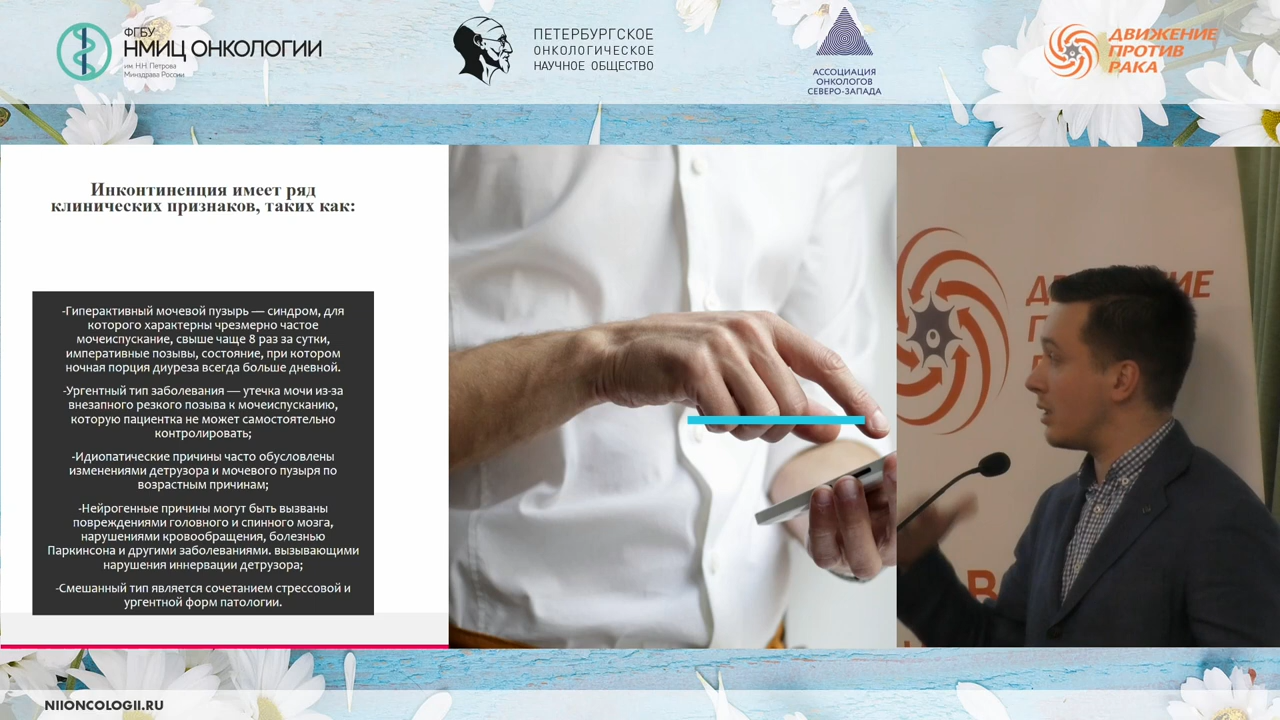 ФГБУ
НМИЦ ОНКОЛОГИИ
им. Н.Н. Петрова
Минздрава России
ПЕТЕРБУРГСКОЕ
ОНКОЛОГИЧЕСКОЕ
НАУЧНОЕ ОБЩЕСТВО
АССОЦИАЦИЯ
ОНКОЛОГОВ
СЕВЕРО-ЗАПАДА
ДВИЖЕНИЕ
ПРОТИВ
РАКА
Инконтиненция имеет ряд
клинических признаков, таких как:
-Гиперактивный мочевой пузырь — синдром, для
которого характерны чрезмерно частое
мочеиспускание, свыше чаще 8 раз за сутки,
императивные позывы, состояние, при котором
ночная порция диуреза всегда больше дневной.
-Ургентный тип заболевания — утечка мочи из-за
внезапного резкого позыва к мочеиспусканию,
которую пациентка не может самостоятельно
контролировать;
-Идиопатические причины часто обусловлены
изменениями детрузора и мочевого пузыря по
возрастным причинам;
-Нейрогенные причины могут быть вызваны
повреждениями головного и спинного мозга,
нарушениями кровообращения, болезнью
Паркинсона и другими заболеваниями. вызывающими
нарушения иннервации детрузора;
-Смешанный тип является сочетанием стрессовой и
ургентной форм патологии.
NIIONCOLOGII.RU